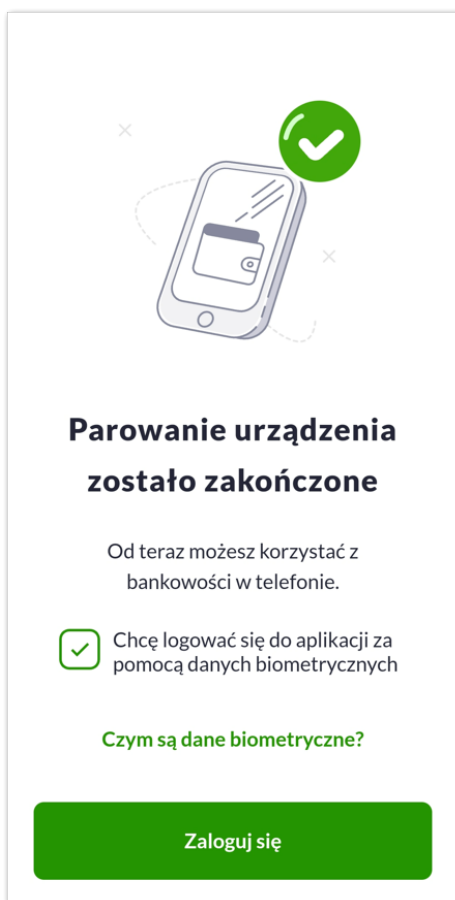 Parowanie urządzenia
zostało zakończone
Od teraz możesz korzystać z
bankowości w telefonie.
Chcę logować się do aplikacji za
pomocą danych biometrycznych
Czym są dane biometryczne?
Zaloguj się